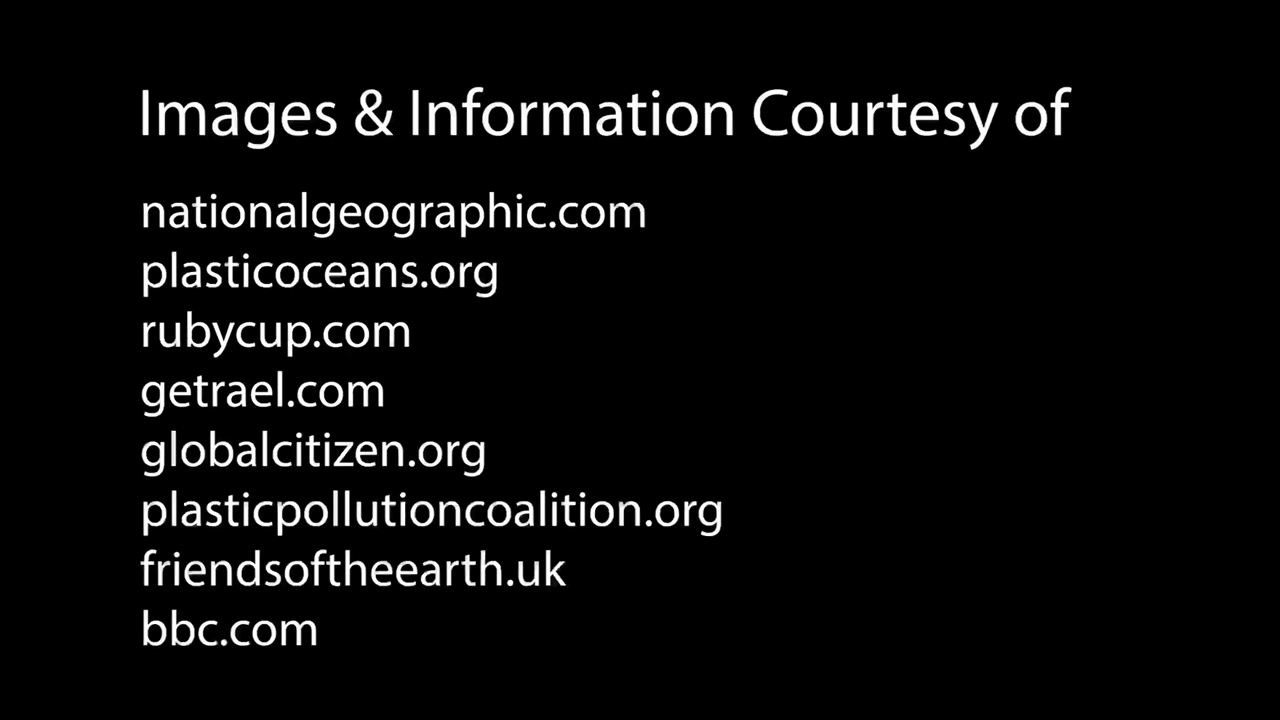 Images & Information Courtesy of
nationalgeographic.com
plasticoceans.org
rubycup.com
getrael.com
globalcitizen.org
plasticpollutioncoalition.org
friendsoftheearth.uk
bbc.com